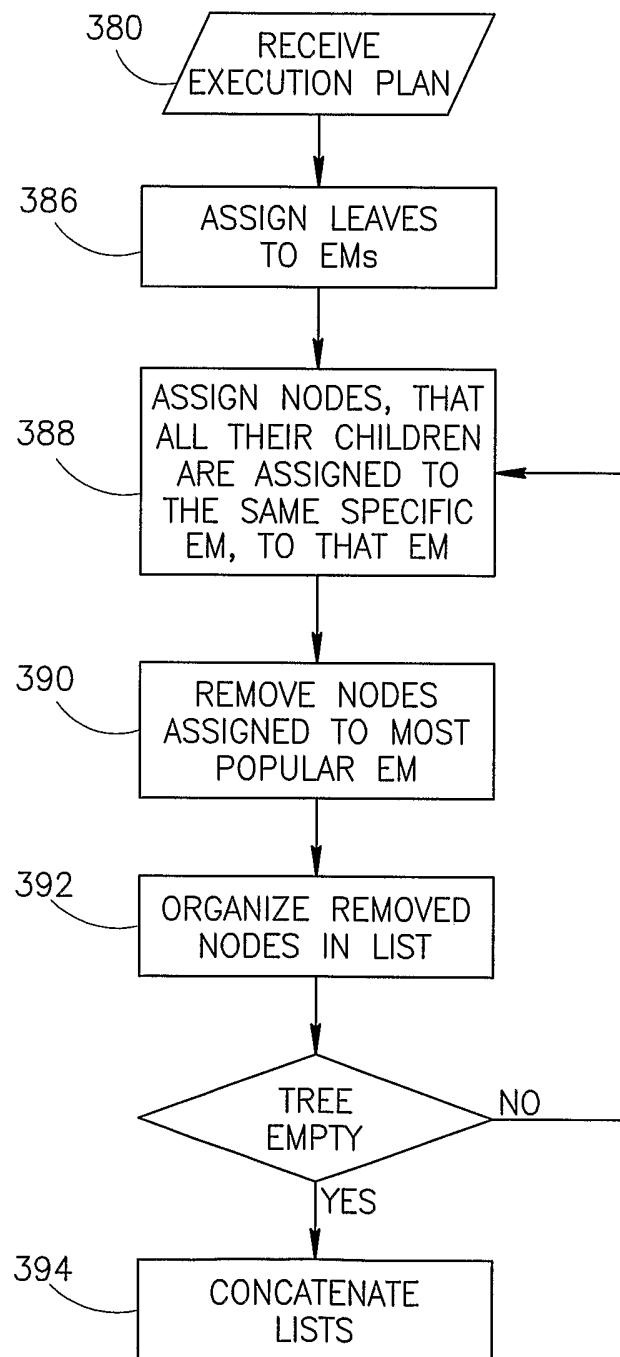 380
RECEIVE
EXECUTION PLAN
386
ASSIGN LEAVES
TO EMs
388
ASSIGN NODES, THAT
ALL THEIR CHILDREN
ARE ASSIGNED TO
THE SAME SPECIFIC
EM, TO THAT EM
390
REMOVE NODES
ASSIGNED TO MOST
POPULAR EM
392
ORGANIZE REMOVED
NODES IN LIST
TREE
EMPTY
NO
YES
394
CONCATENATE
LISTS